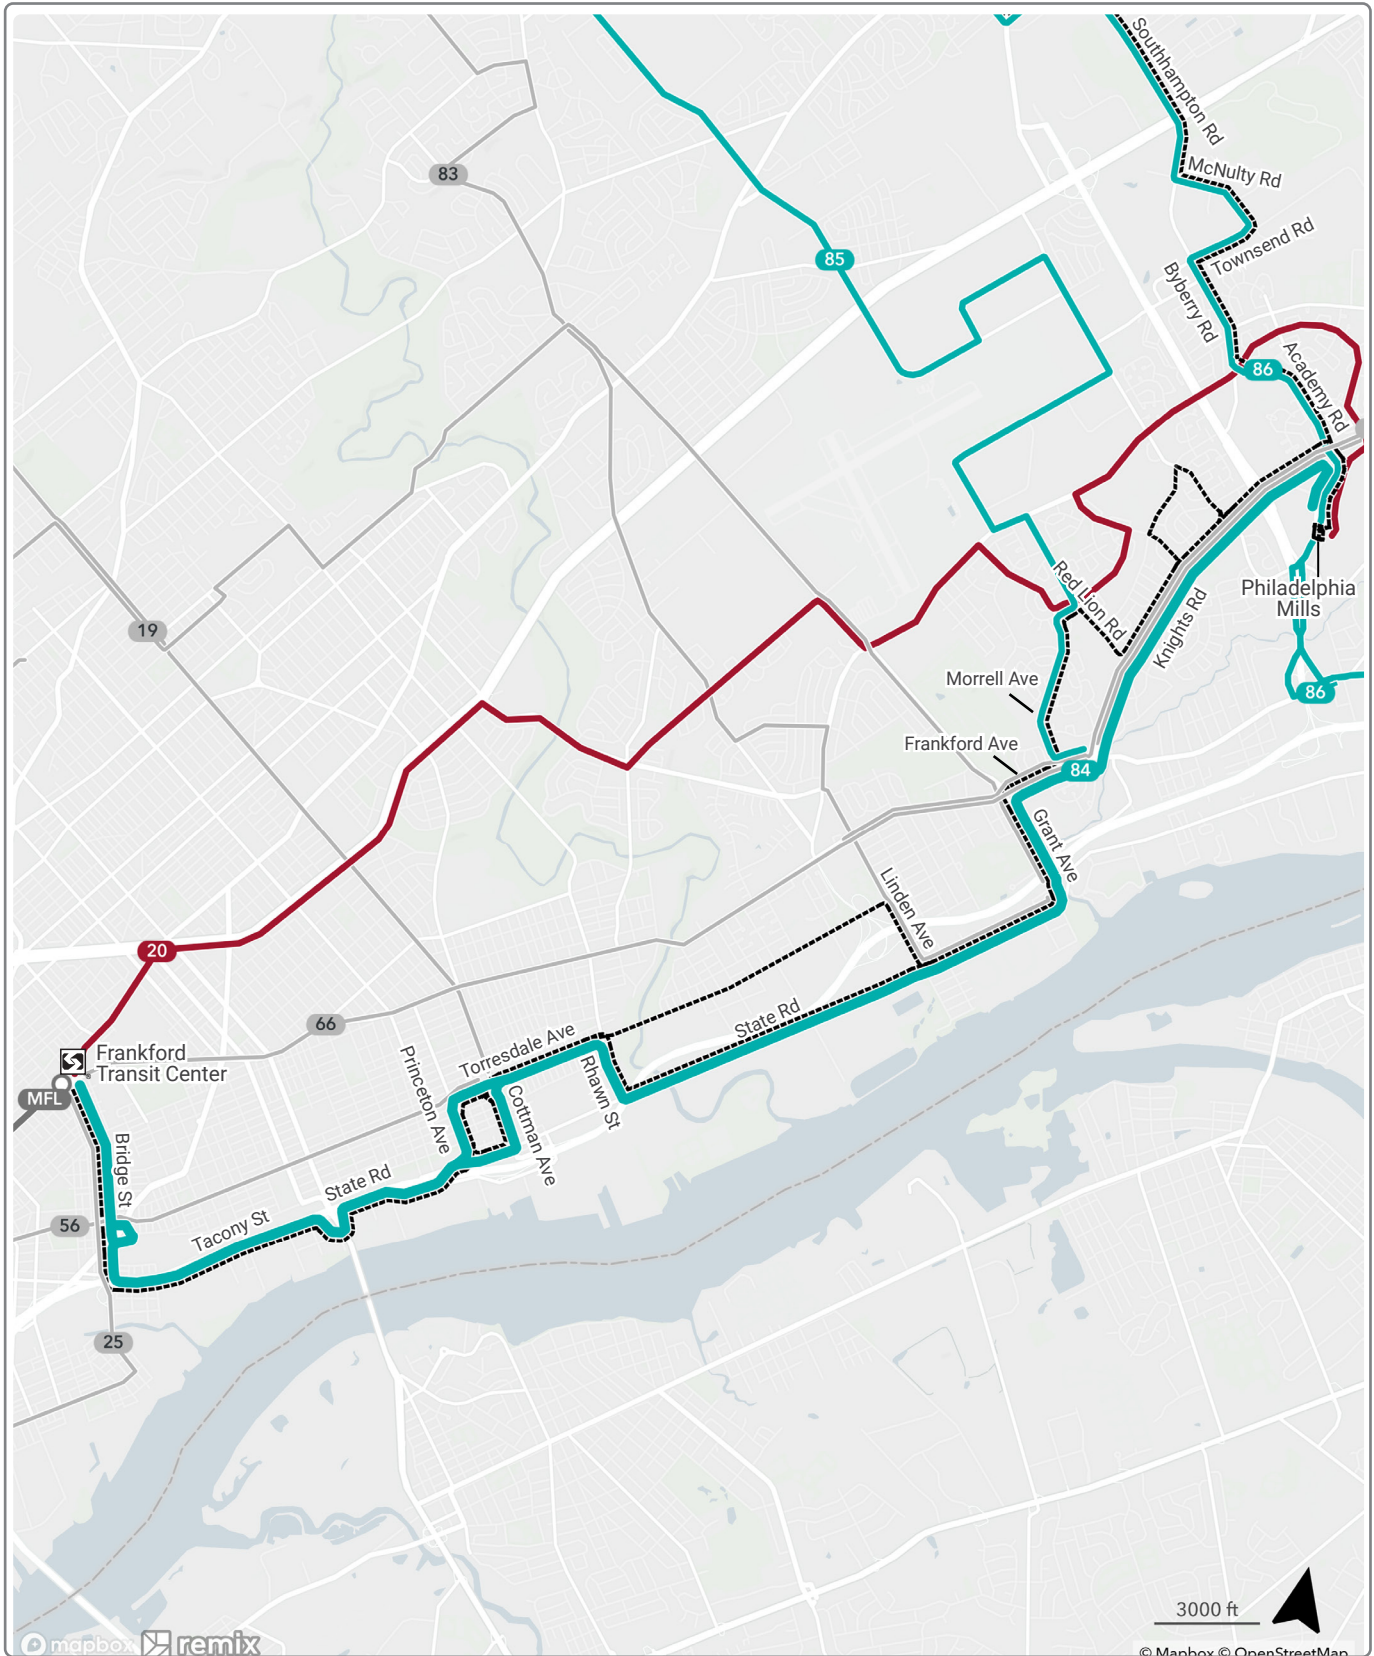 Southhampton Rd
McNulty Rd
83
Townsend Rd
85
Byberry Rd
Academy Rd
86
Red Lion Rd
Philadelphia
Mills
Knights Rd
19
Morrell Ave
86
Frankford Ave
84
Grant Ave
Linden Ave
20
State Rd
66
Torresdale Ave
Frankford
Transit Center
Princeton Ave
Rhawn St
MFL
Cottman Ave
Bridge St
State Rd
56
Tacony St
25
3000 ft
mapbox remix
© Mapbox © OpenStreetMap